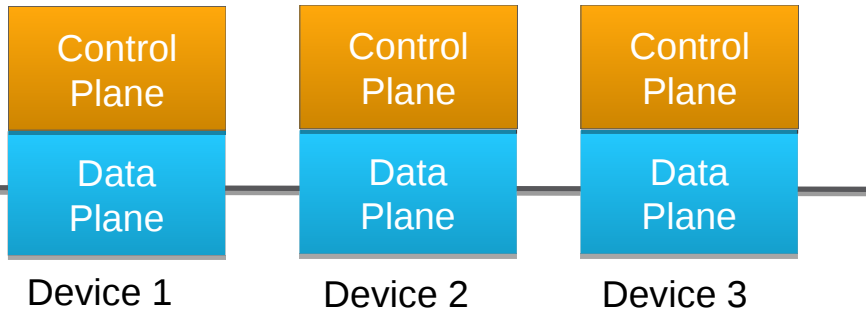 Control
Plane
Data
Plane
Device 1
Control
Plane
Data
Plane
Device 2
Control
Plane
Data
Plane
Device 3